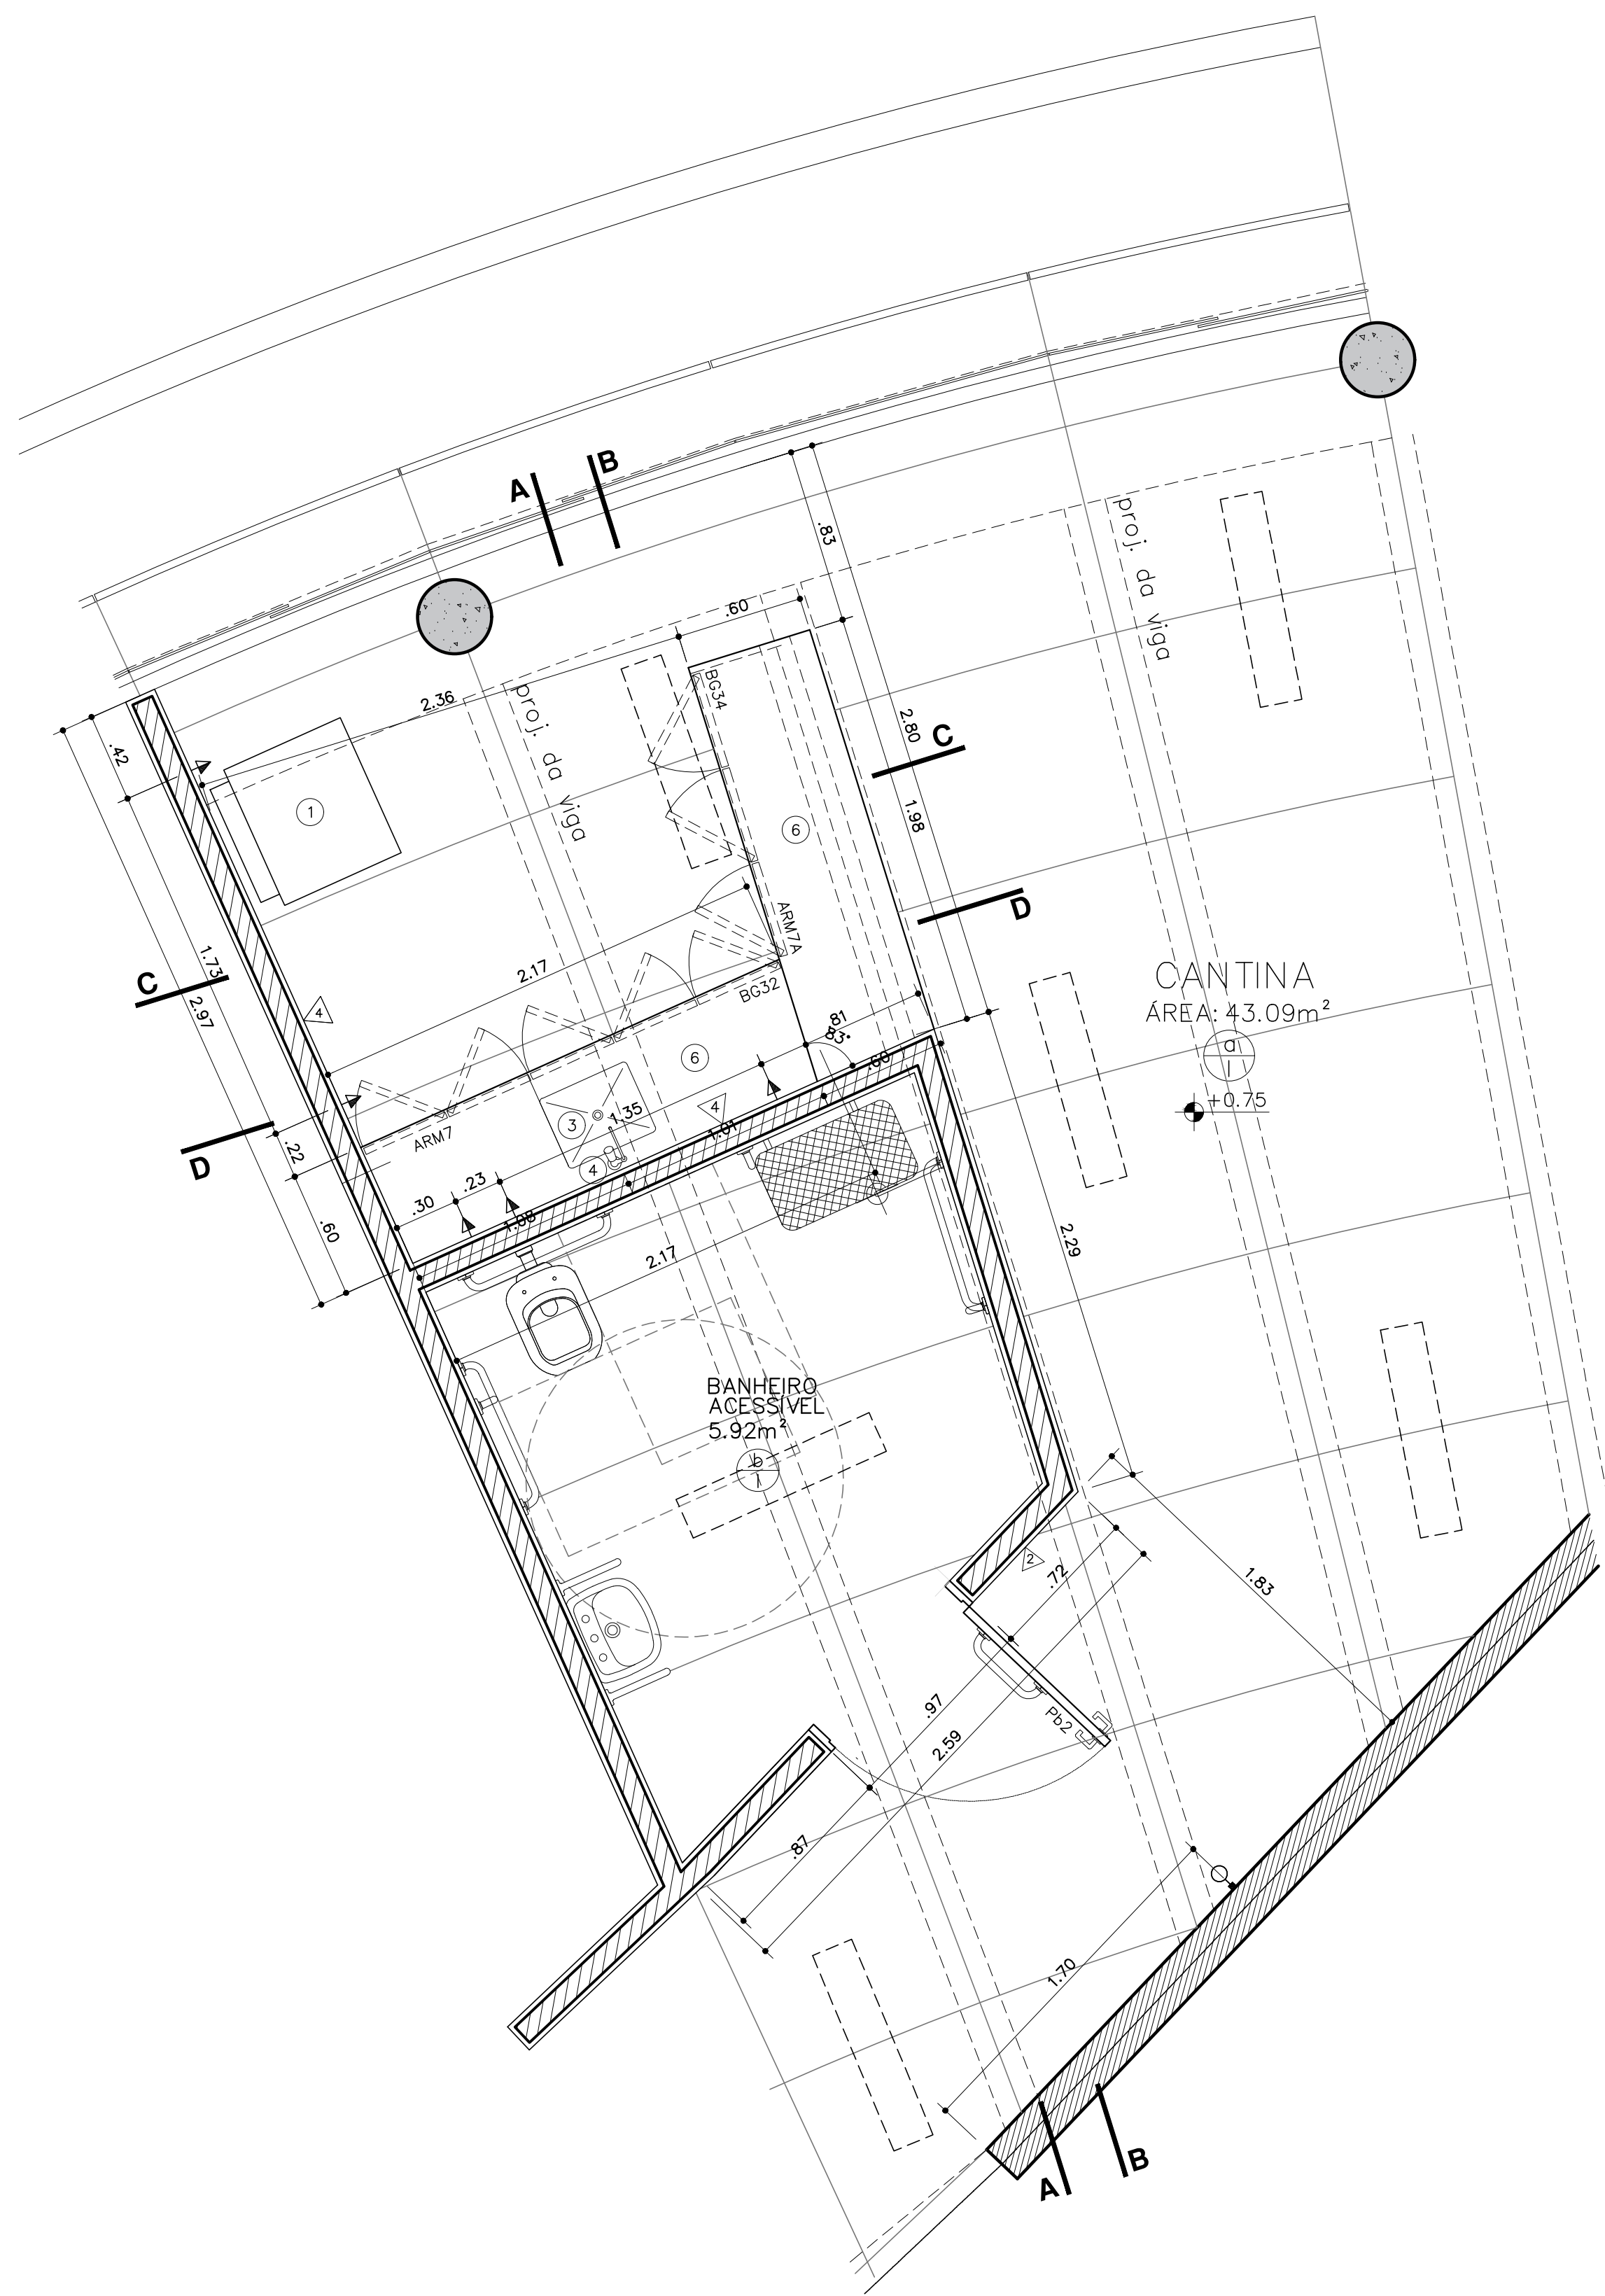 A
B
.83
.60
2.36
proj. da viga
proj. da viga
BG34
.42
1
2.80
C
6
1.98
ARM7A
D
2.17
BG32
1.73
C
2.97
4
CANTINA
ÁREA: 43.09m²
a
+0.75
.81
.83
.60
6
4
1.35
3
ARM7
1.01
4
D
.22
.23
.30
.60
2.17
2.29
BANHEIRO
ACESSÍVEL
5.92m²
b
2
.72
1.83
.97
Pb2
2.59
.87
1.70
A
B